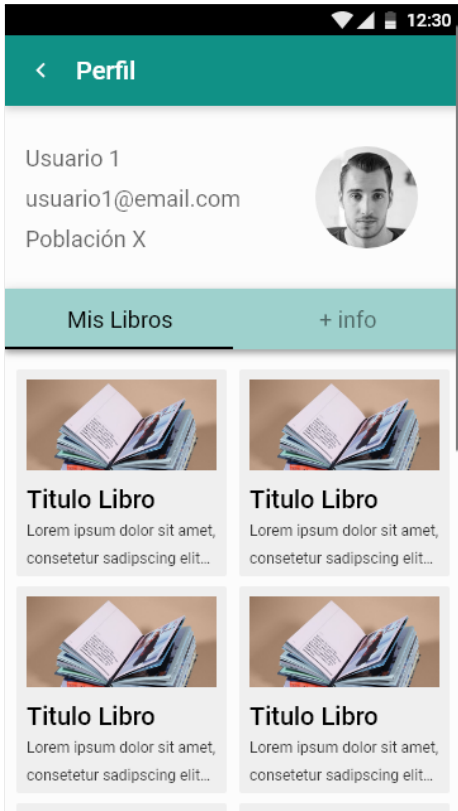 12:30
Perfil
Usuario 1
usuario1@email.com
Población X
Mis Libros
+ info
Titulo Libro
Lorem ipsum dolor sit amet,
consetetur sadipscing elit...
Titulo Libro
Lorem ipsum dolor sit amet,
consetetur sadipscing elit...
Titulo Libro
Lorem ipsum dolor sit amet,
consetetur sadipscing elit...
Titulo Libro
Lorem ipsum dolor sit amet,
consetetur sadipscing elit...